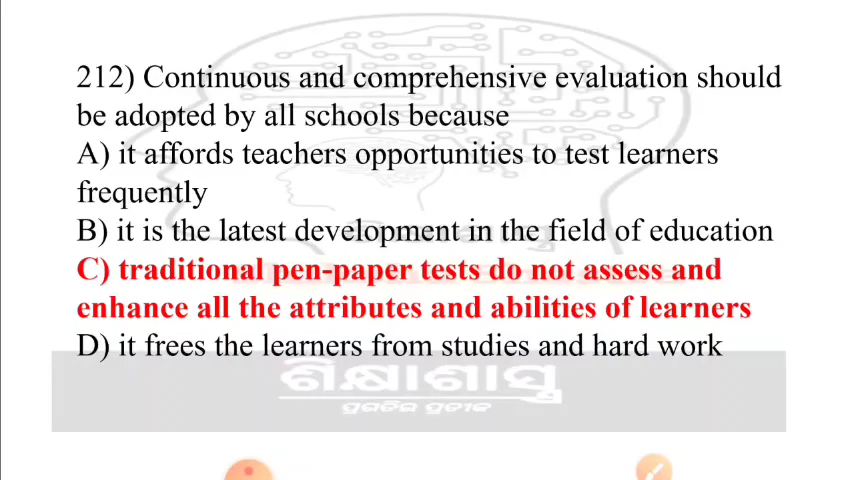 212) Continuous and comprehensive evaluation should
be adopted by all schools because
A) it affords teachers opportunities to test learners
frequently
B) it is the latest development in the field of education
C) traditional pen-paper tests do not assess and
enhance all the attributes and abilities of learners
D) it frees the learners from studies and hard work
ଶିକ୍ଷାଶାସ୍ତ୍ର
ପ୍ରଗତିର ପ୍ରତୀକ